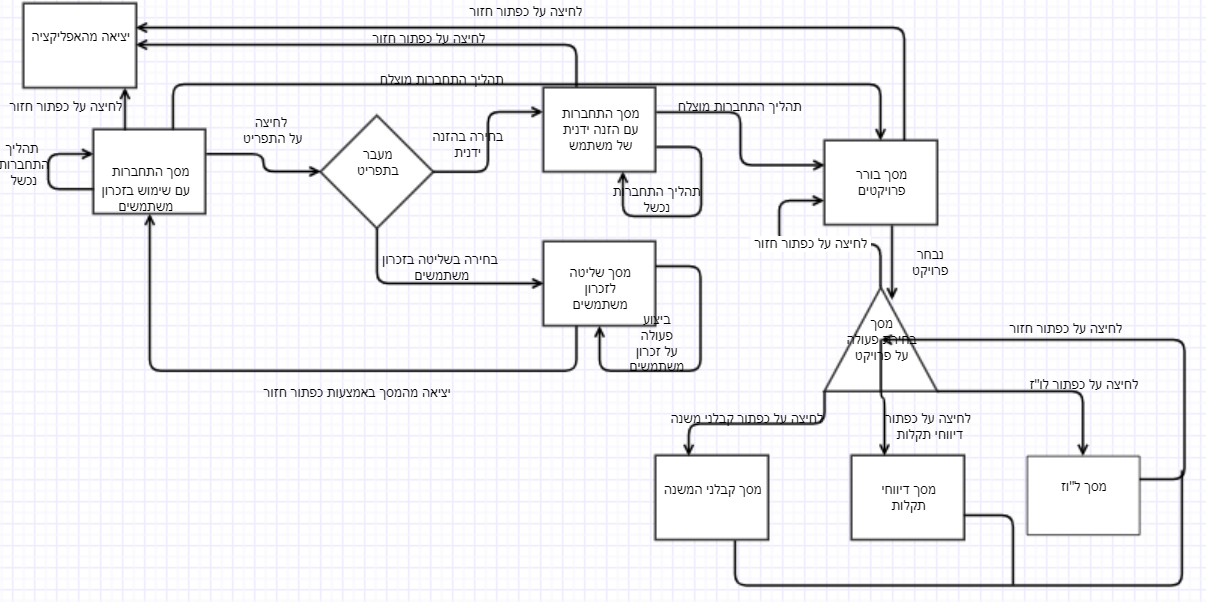 לחיצה על כפתור חזור
יציאה מהאפליקציה
לחיצה על כפתור חזור
תהליך התחברות מוצלח
לחיצה על כפתור חזור
מסך התחברות
עם הזנה ידנית
של משתמש
תהליך התחברות מוצלח
לחיצה
על התפריט
בחירה בהזנה
ידנית
תהליך
התחברות
נכשל
מסך התחברות
עם שימוש בזכרון
משתמשים
מעבר
בתפריט
תהליך התחברות
נכשל
מסך בורר
פרויקטים
לחיצה על כפתור חזור
נבחר
פרויקט
בחירה בשליטה בזכרון
משתמשים
מסך שליטה
לזכרון
משתמשים
ביצוע
פעולה
על זכרון
משתמשים
מסך
בחירת פעולה
על פרויקט
לחיצה על כפתור חזור
יציאה מהמסך באמצעות כפתור חזור
לחיצה על כפתור לו"ז
לחיצה על כפתור קבלני משנה
לחיצה על כפתור
דיווחי תקלות
מסך קבלני המשנה
מסך דיווחי
תקלות
מסך ל"וז